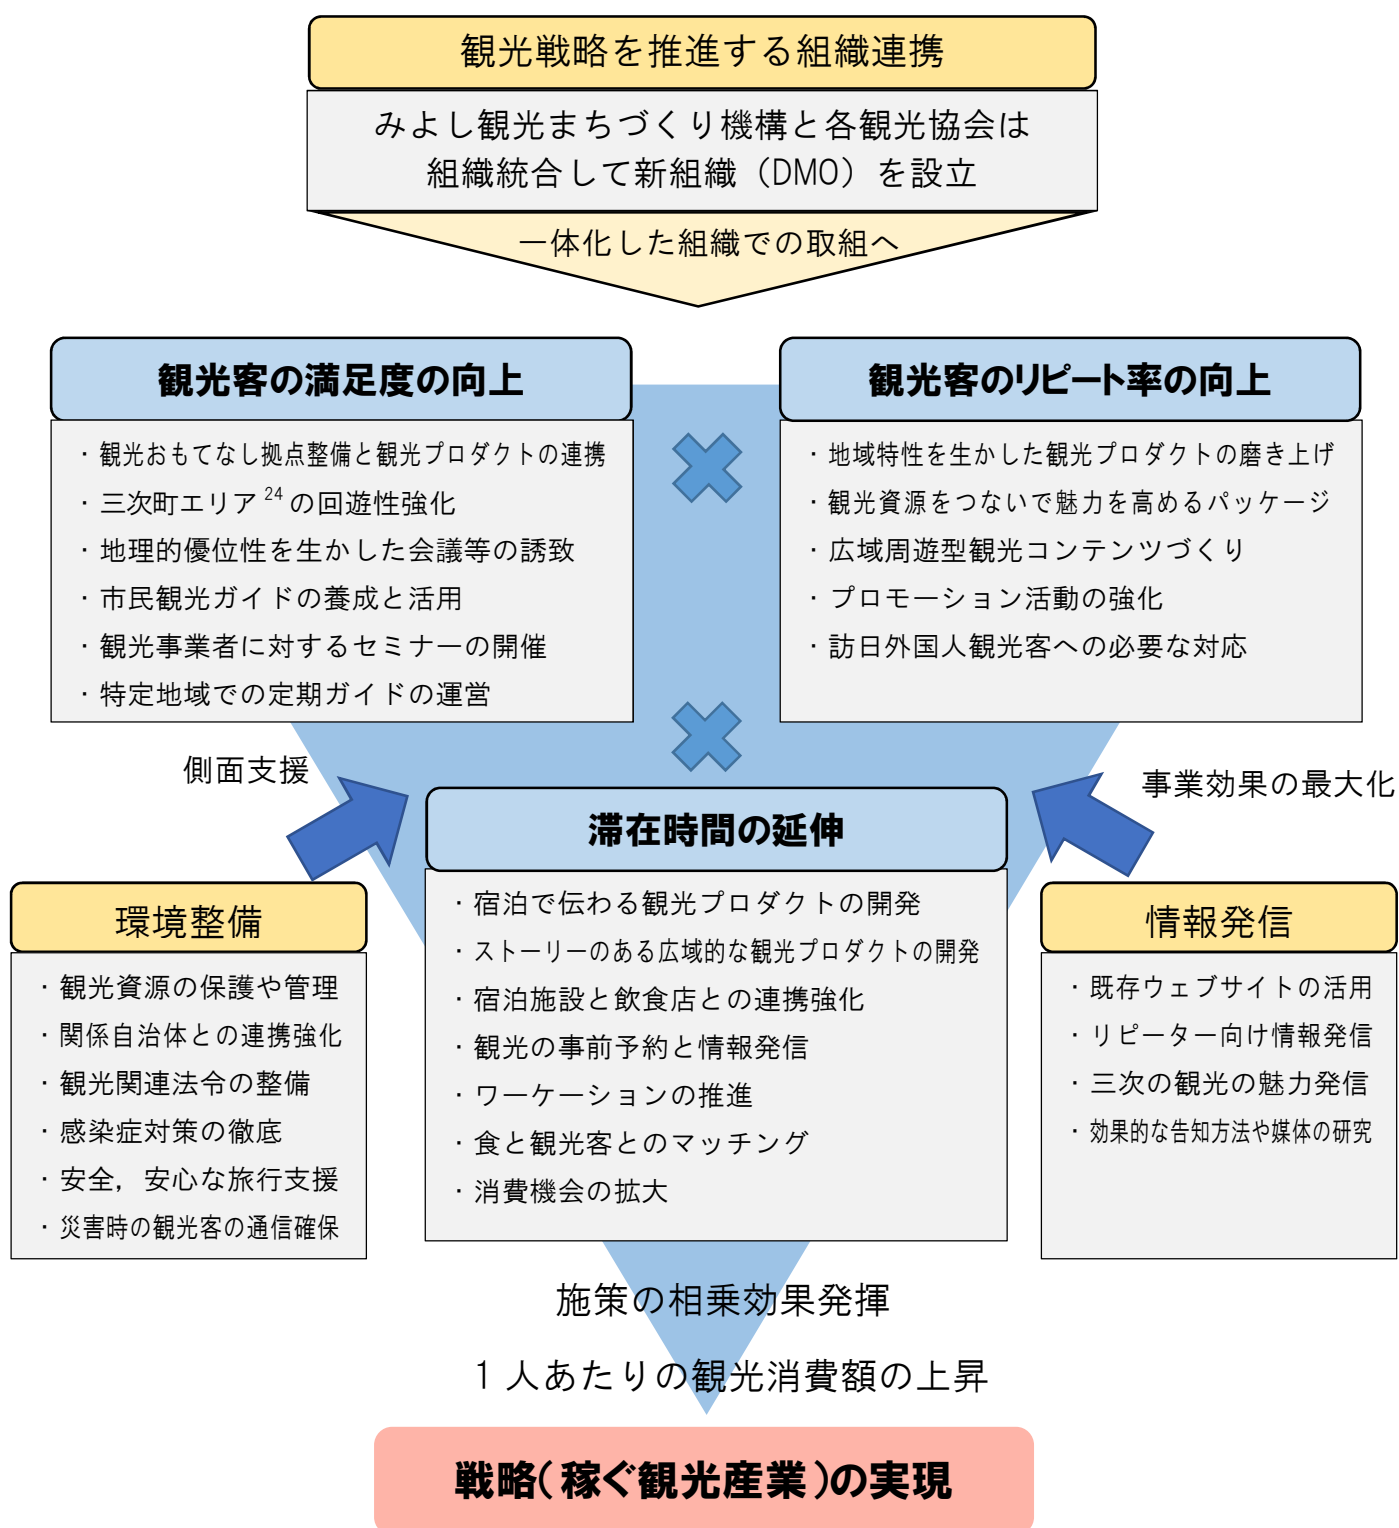 観光戦略を推進する組織連携
みよし観光まちづくり機構と各観光協会は
組織統合して新組織（DMO）を設立
一体化した組織での取組へ
観光客の満足度の向上
・観光おもてなし拠点整備と観光プロダクトの連携
・三次町エリア24の回遊性強化
・地理的優位性を生かした会議等の誘致
・市民観光ガイドの養成と活用
・観光事業者に対するセミナーの開催
・特定地域での定期ガイドの運営
観光客のリピート率の向上
・地域特性を生かした観光プロダクトの磨き上げ
・観光資源をつないで魅力を高めるパッケージ
・広域周遊型観光コンテンツづくり
・プロモーション活動の強化
・訪日外国人観光客への必要な対応
側面支援
事業効果の最大化
滞在時間の延伸
・宿泊で伝わる観光プロダクトの開発
・ストーリーのある広域的な観光プロダクトの開発
・宿泊施設と飲食店との連携強化
・観光の事前予約と情報発信
・ワーケーションの推進
・食と観光客とのマッチング
・消費機会の拡大
環境整備
・観光資源の保護や管理
・関係自治体との連携強化
・観光関連法令の整備
・感染症対策の徹底
・安全，安心な旅行支援
・災害時の観光客の通信確保
情報発信
・既存ウェブサイトの活用
・リピーター向け情報発信
・三次の観光の魅力発信
・効果的な告知方法や媒体の研究
施策の相乗効果発揮
1人あたりの観光消費額の上昇
戦略（稼ぐ観光産業）の実現